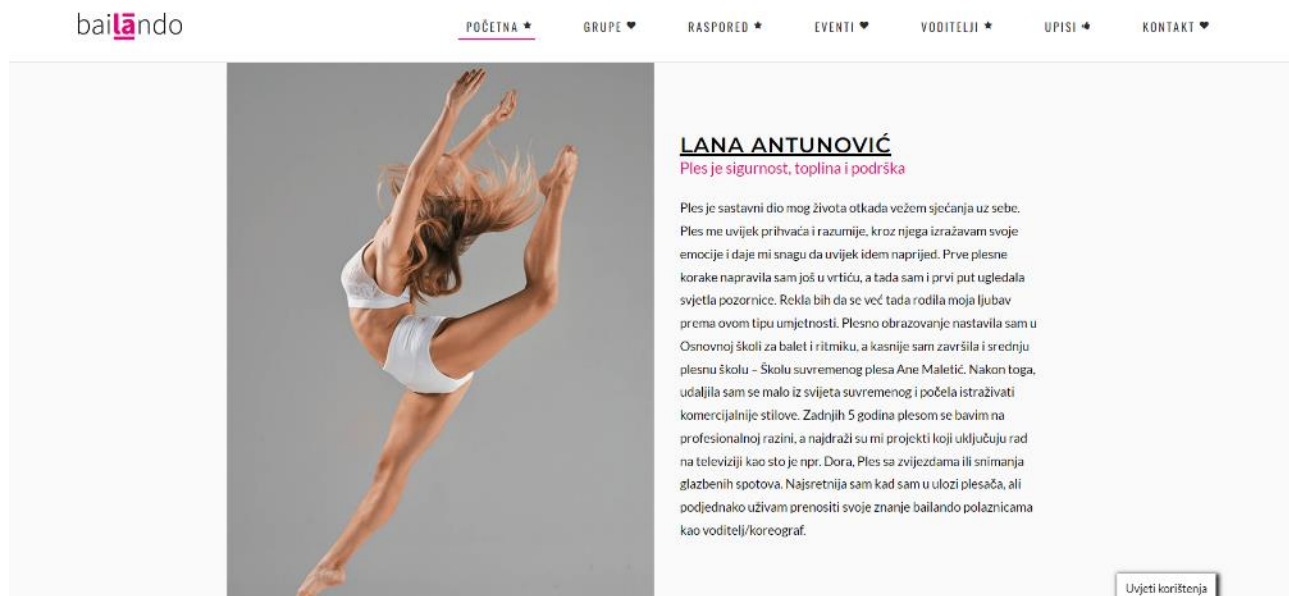 bailāndo
POČETNA
GRUPE
RASPORED
EVENTI
VODITELJI
UPISI
KONTAKT
LANA ANTUNOVIĆ
Ples je sigurnost, toplina i podrška
Ples je sastavni dio mog života otkada vežem sjećanja uz sebe.
Ples me uvijek prihvaća i razumije, kroz njega izražavam svoje
emocije i daje mi snagu da uvijek idem naprijed. Prve plesne
korake napravila sam još u vrtiću, a tada sam i prvi put ugledala
svjetla pozornice. Rekla bih da se već tada rodila moja ljubav
prema ovom tipu umjetnosti. Plesno obrazovanje nastavila sam u
Osnovnoj školi za balet i ritmiku, a kasnije sam završila i srednju
plesnu školu – Školu suvremenog plesa Ane Maletić. Nakon toga,
udaljila sam se malo iz svijeta suvremenog i počela istraživati
komercijalnije stilove. Zadnjih 5 godina plesom se bavim na
profesionalnoj razini, a najdraži su mi projekti koji uključuju rad
na televiziji kao sto je npr. Dora, Ples sa zvijezdama ili snimanja
glazbenih spotova. Najsretnija sam kad sam u ulozi plesača, ali
podjednako uživam prenositi svoje znanje bailando polaznicama
kao voditelj/koreograf.
Uvjeti korištenja